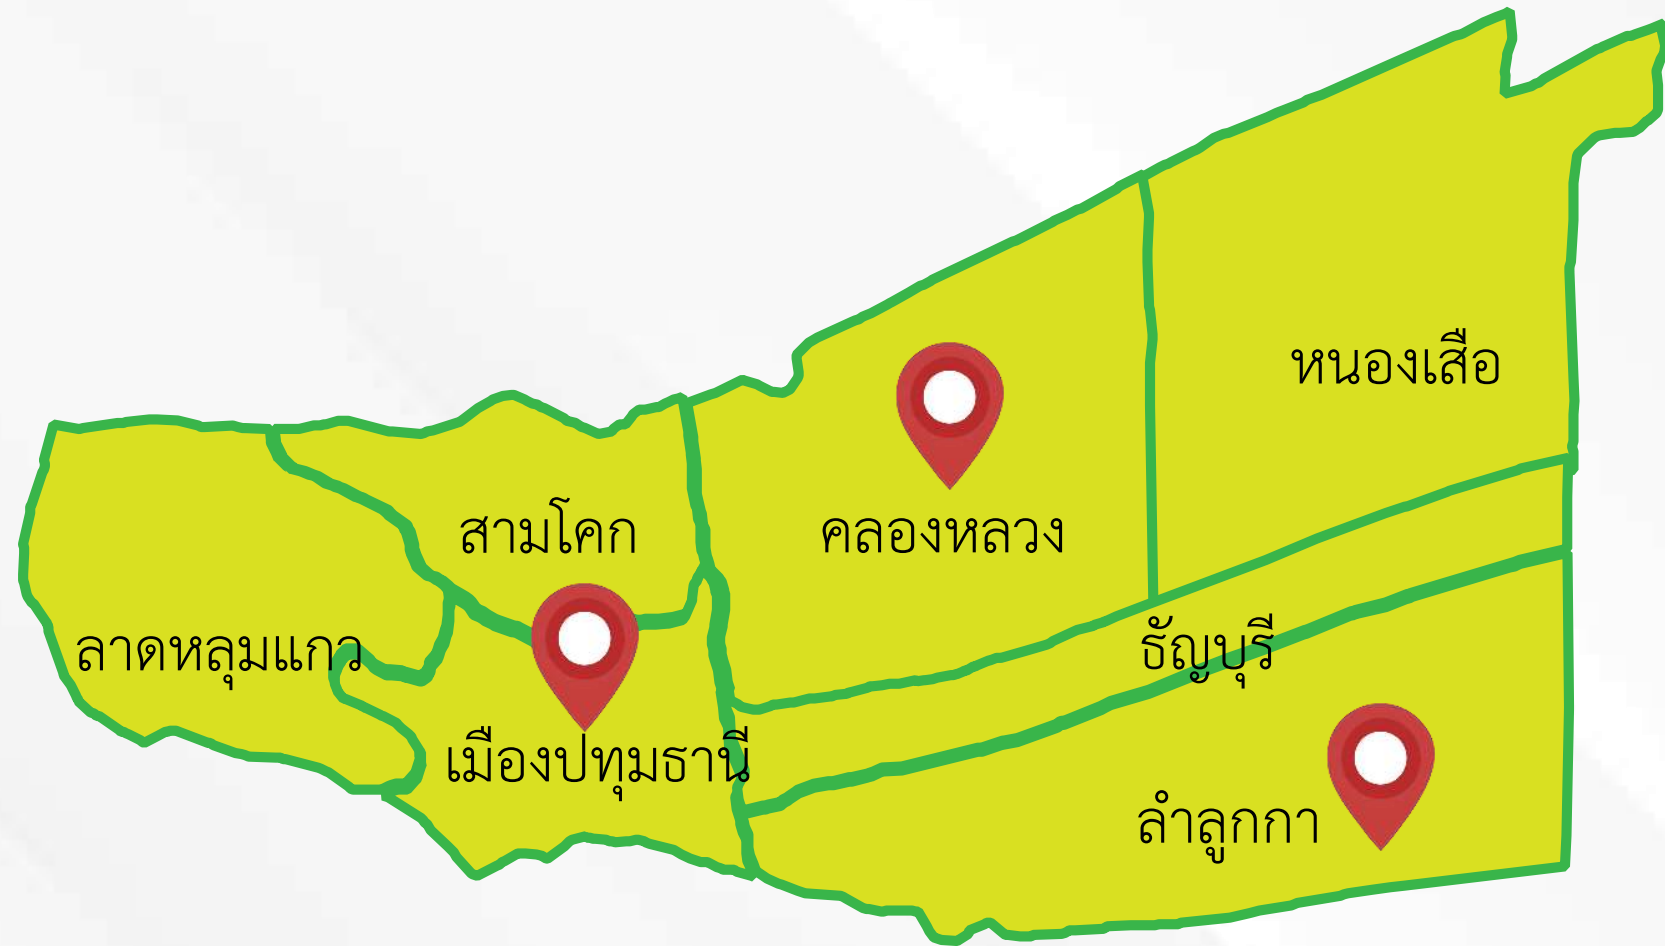 หนองเสือ
สามโคก
คลองหลวง
ลาดหลุมแกว
ธัญบุรี
เมืองปทุมธานี
ลำลูกกา